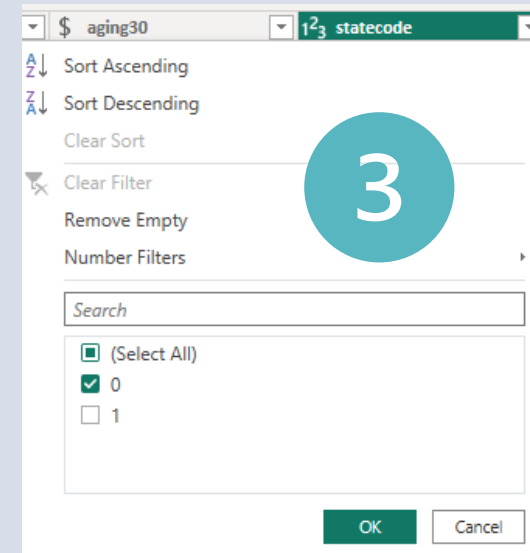 $ aging30 1²3 statecode
A Z Sort Ascending
Z A Sort Descending
Clear Sort
3
Clear Filter
Remove Empty
Number Filters
Search
(Select All)
0
1
OK Cancel